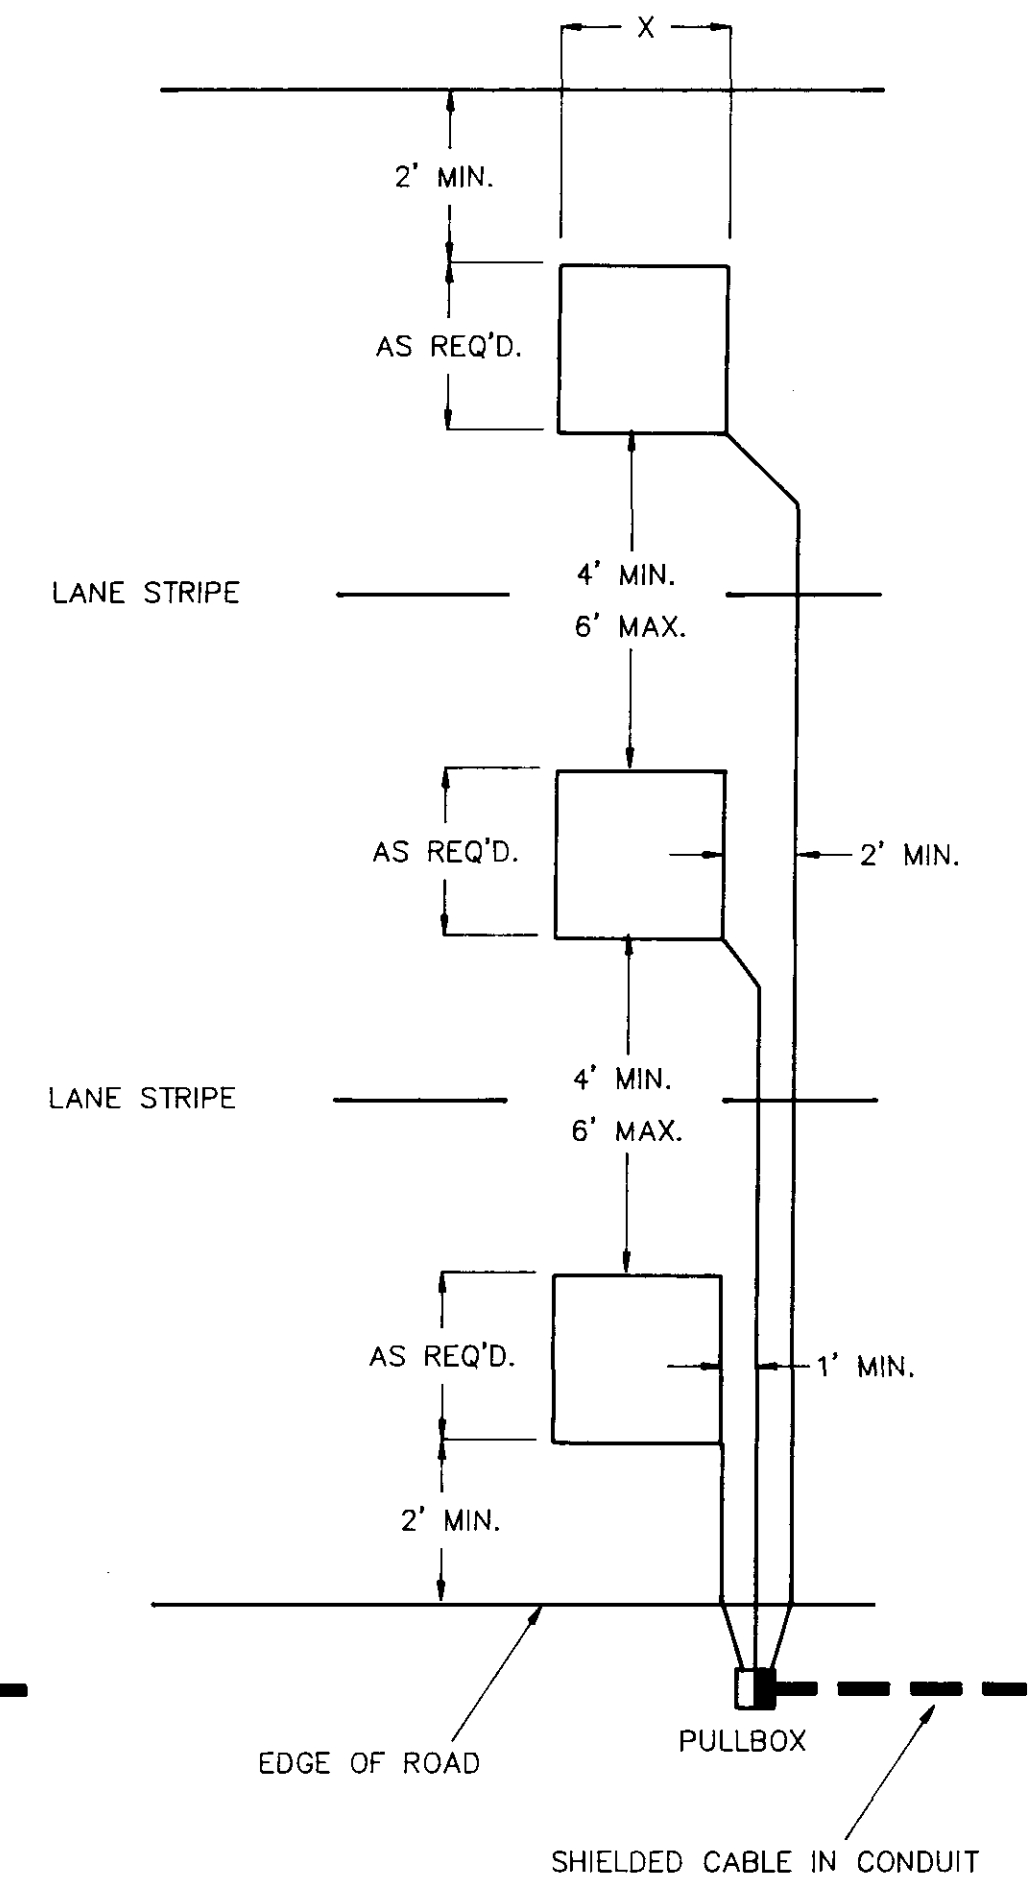 X
2' MIN.
AS REQ'D.
4' MIN.
LANE STRIPE
6' MAX.
AS REQ'D.
2' MIN.
4' MIN.
LANE STRIPE
6' MAX.
AS REQ'D.
1' MIN.
2' MIN.
PULLBOX
EDGE OF ROAD
SHIELDED CABLE IN CONDUIT